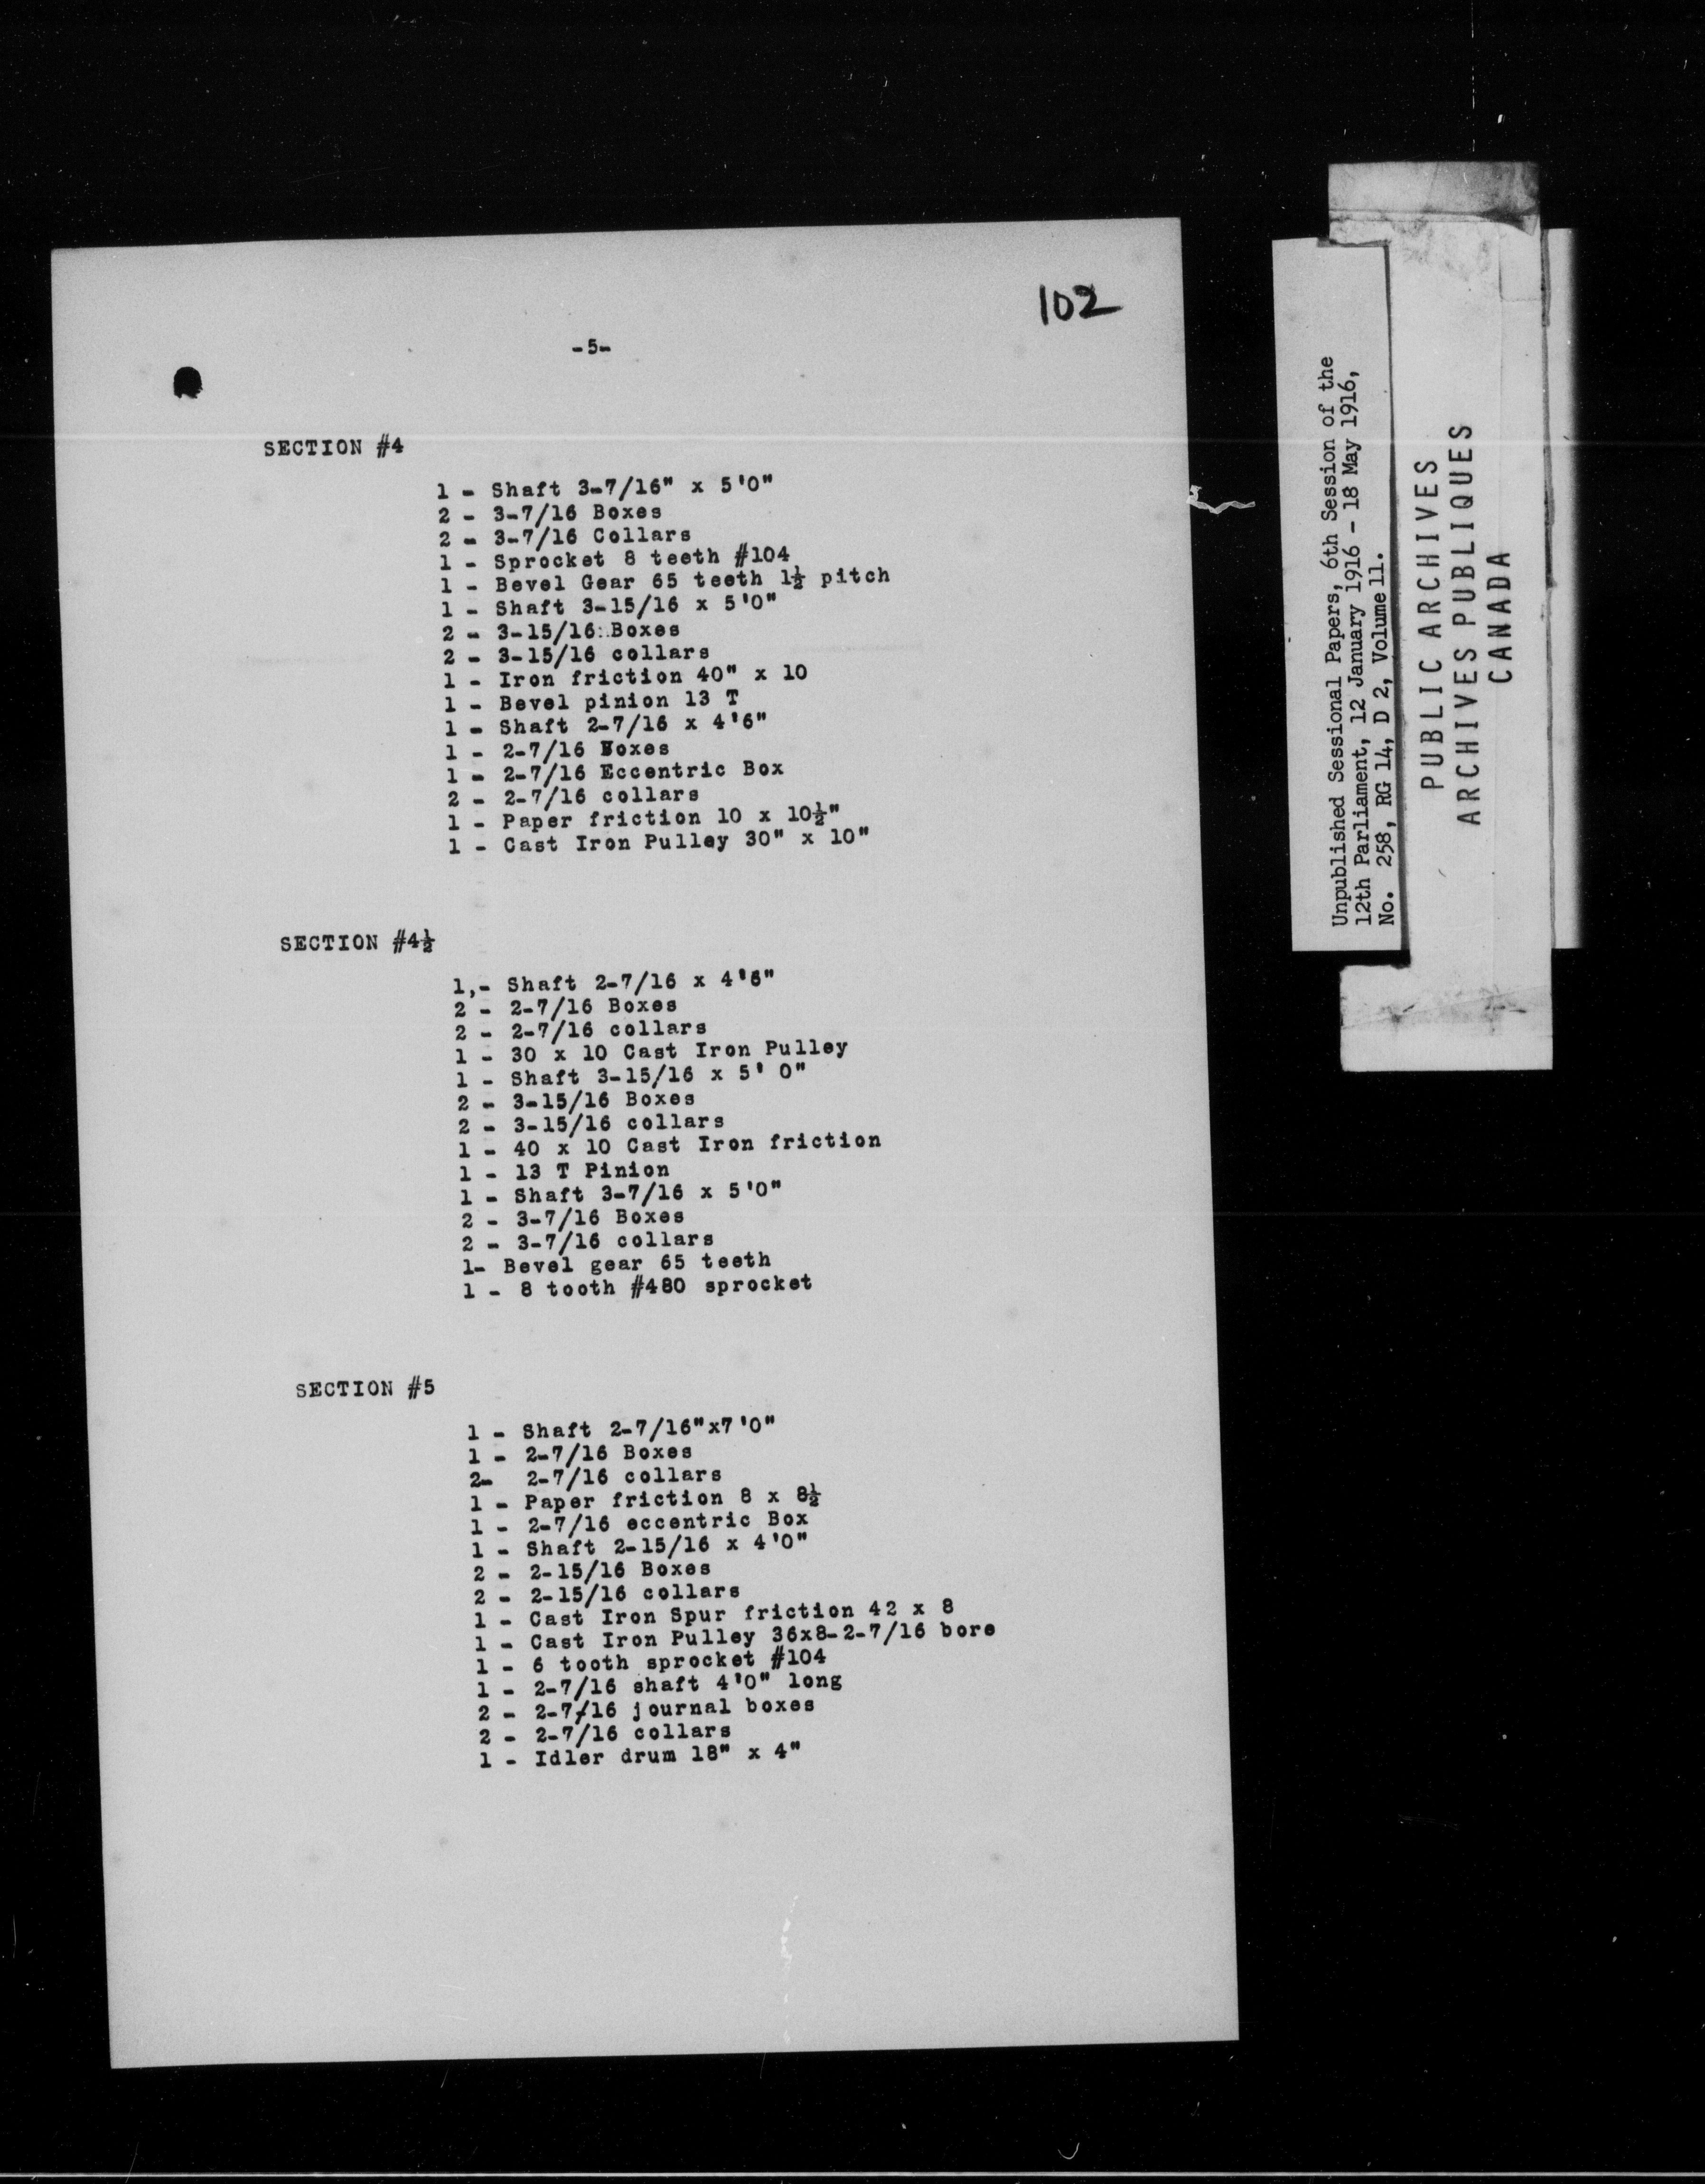 102
-5-
SECTION #4
1 - Shaft 3-7/16" x 5'0"
2 - 3-7/16 Boxes
2 - 3-7/16 Collars
1 - Sprocket 8 teeth #104
1 - Bevel Gear 65 teeth 1½ pitch
1 - Shaft 3-15/16 x 5'0"
2 - 3-15/16 Boxes
2 - 3-15/16 collars
1 - Iron friction 40" x 10
1 - Bevel pinion 13 T
1 - Shaft 2-7/16 x 4'6"
1 - 2-7/16 Boxes
1 - 2-7/16 Eccentric Box
2 - 2-7/16 collars
1 - Paper friction 10 x 10½"
1 - Cast Iron Pulley 30" x 10"
SECTION #4½
1,- Shaft 2-7/16 x 4'6"
2 - 2-7/16 Boxes
2 - 2-7/16 collars
1 - 30 x 10 Cast Iron Pulley
1 - Shaft 3-15/16 x 5' 0"
2 - 3-15/16 Boxes
2 - 3-15/16 collars
1 - 40 x 10 Cast Iron friction
1 - 13 T Pinion
1 - Shaft 3-7/16 x 5'0"
2 - 3-7/16 Boxes
2 - 3-7/16 collars
1- Bevel gear 65 teeth
1 - 8 tooth #480 sprocket
SECTION #5
1 - Shaft 2-7/16"x7'0"
1 - 2-7/16 Boxes
2- 2-7/16 collars
1 - Paper friction 8 x 8½
1 - 2-7/16 eccentric Box
1 - Shaft 2-15/16 x 4'0"
2 - 2-15/16 Boxes
2 - 2-15/16 collars
1 - Cast Iron Spur friction 42 x 8
1 - Cast Iron Pulley 36x8-2-7/16 bore
1 - 6 tooth sprocket #104
1 - 2-7/16 shaft 4'0" long
2 - 2-7/16 journal boxes
2 - 2-7/16 collars
1 - Idler drum 18" x 4"
Unpublished Sessional Papers, 6th Session of the
12th Parliament, 12 January 1916 - 18 May 1916,
No. 258, RG 14, D 2, Volume 11.
PUBLIC ARCHIVES
ARCHIVES PUBLIQUES
CANADA